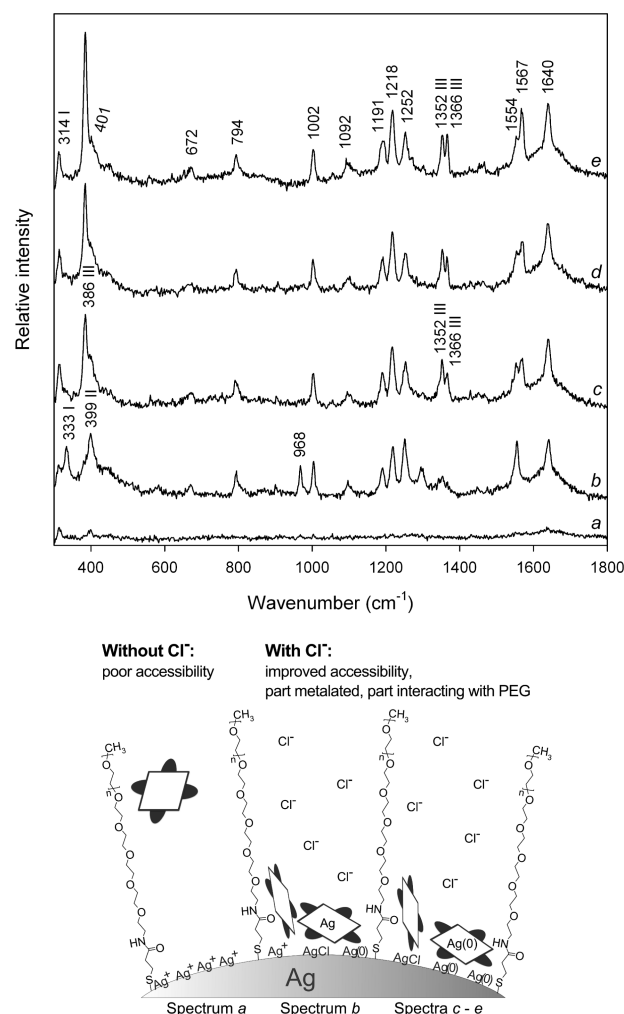 314 I
401
672
794
1002
1092
1191
1218
1252
1352 III
1366 III
1554
1567
1640
e
386 III
d
1352 III
1366 III
c
333 I
399 II
968
b
a
Relative intensity
400 600 800 1000 1200 1400 1600 1800
Wavenumber (cm⁻¹)
Without Cl⁻:
poor accessibility
With Cl⁻:
improved accessibility,
part metalated, part interacting with PEG
CH₃
O
n
O
O
O
O
O
HN
O
S
CH₃
O
n
O
O
O
O
O
HN
O
S
CH₃
O
n
O
O
O
O
O
HN
O
S
CH₃
O
n
O
O
O
O
O
HN
O
S
Cl⁻
Cl⁻
Cl⁻
Cl⁻
Cl⁻
Cl⁻
Cl⁻
Cl⁻
Cl⁻
Cl⁻
Ag
Ag(0)
Ag⁺ Ag⁺ Ag⁺ Ag⁺ Ag⁺ AgCl Ag(0) AgCl Ag(0) Ag(0)
Ag
Spectrum a Spectrum b Spectra c - e